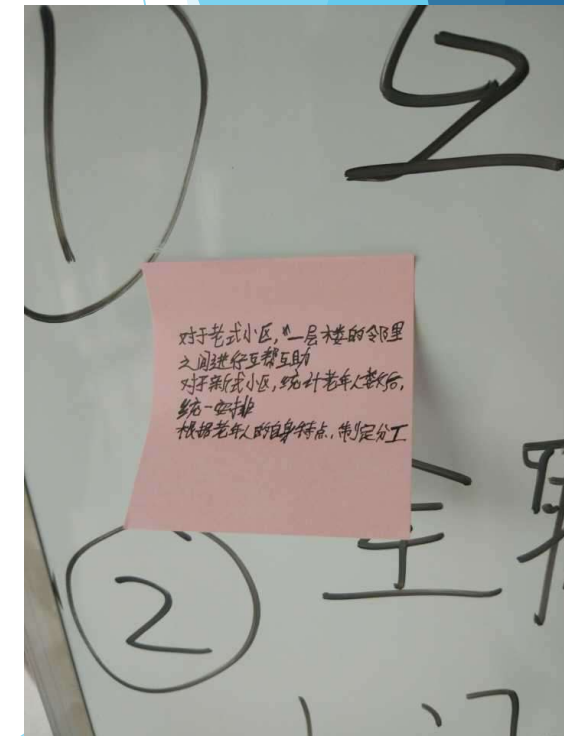 ①
对于老式小区,一层楼的邻里
之间进行互帮互助
对于新式小区,统计老年人数后,
统一安排
根据老年人的自身特点,制定分工
②